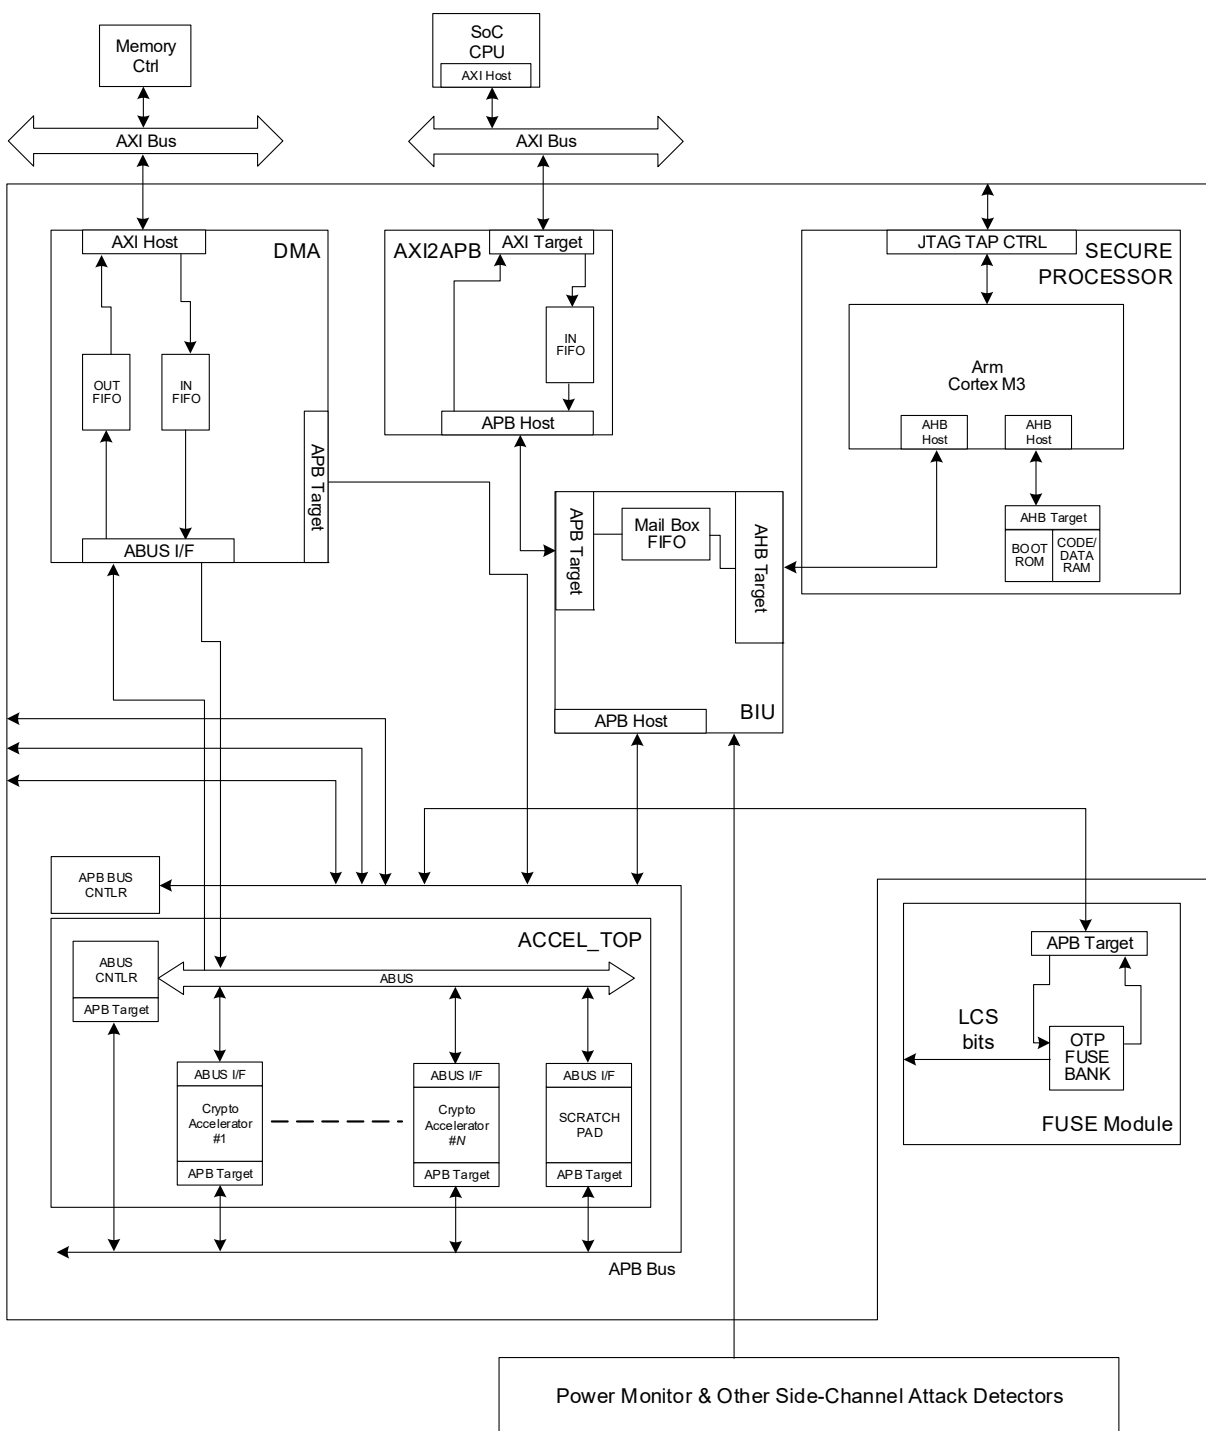 Memory
Ctrl
SoC
CPU
AXI Host
AXI Bus
AXI Bus
AXI Host
DMA
OUT
FIFO
IN
FIFO
APB Target
ABUS I/F
AXI2APB
AXI Target
IN
FIFO
APB Host
JTAG TAP CTRL
SECURE
PROCESSOR
Arm
Cortex M3
AHB
Host
AHB
Host
AHB Target
BOOT
ROM
CODE/
DATA
RAM
APB Target
Mail Box
FIFO
AHB Target
APB Host
BIU
APB BUS
CNTLR
ACCEL_TOP
ABUS
CNTLR
APB Target
ABUS
ABUS I/F
Crypto
Accelerator
#1
APB Target
ABUS I/F
Crypto
Accelerator
#N
APB Target
ABUS I/F
SCRATCH
PAD
APB Target
APB Bus
APB Target
LCS
bits
OTP
FUSE
BANK
FUSE Module
Power Monitor & Other Side-Channel Attack Detectors